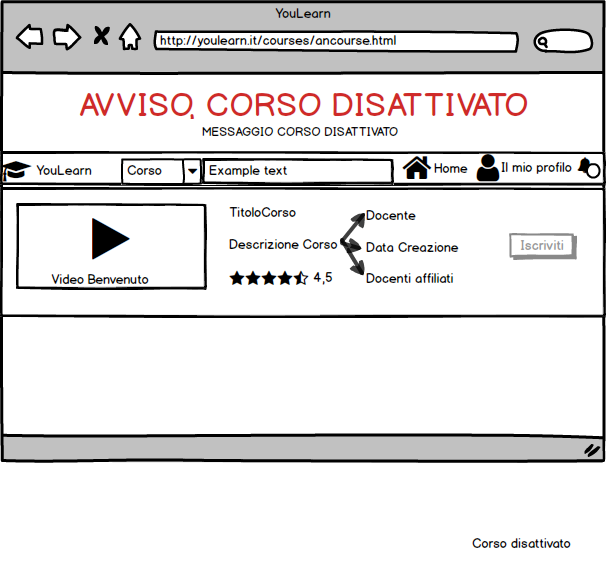 YouLearn
http://youlearn.it/courses/ancourse.html
AVVISO, CORSO DISATTIVATO
MESSAGGIO CORSO DISATTIVATO
YouLearn Corso Example text Home Il mio profilo
TitoloCorso
Docente
Descrizione Corso
Data Creazione
Iscriviti
Video Benvenuto
4,5
Docenti affiliati
Corso disattivato